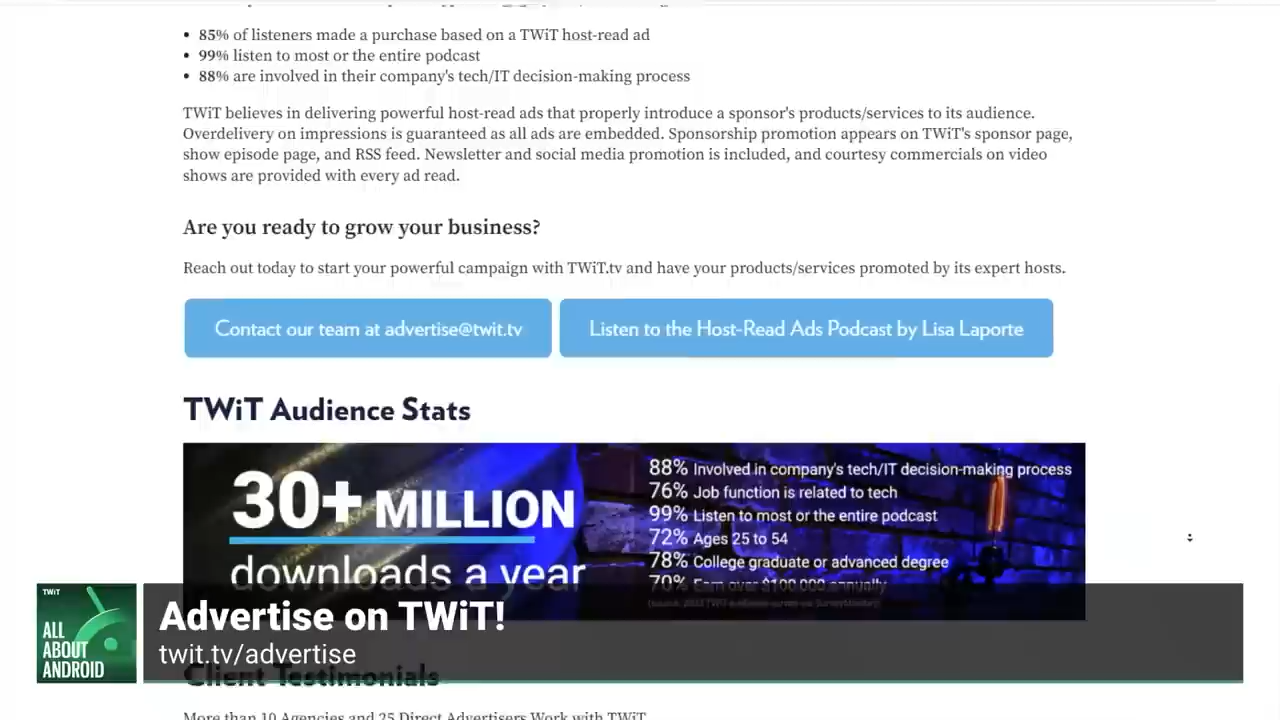 • 85% of listeners made a purchase based on a TWiT host-read ad
• 99% listen to most or the entire podcast
• 88% are involved in their company's tech/IT decision-making process
TWiT believes in delivering powerful host-read ads that properly introduce a sponsor's products/services to its audience.
Overdelivery on impressions is guaranteed as all ads are embedded. Sponsorship promotion appears on TWiT's sponsor page,
show episode page, and RSS feed. Newsletter and social media promotion is included, and courtesy commercials on video
shows are provided with every ad read.
Are you ready to grow your business?
Reach out today to start your powerful campaign with TWiT.tv and have your products/services promoted by its expert hosts.
Contact our team at advertise@twit.tv
Listen to the Host-Read Ads Podcast by Lisa Laporte
TWiT Audience Stats
30+ MILLION
downloads a year
88% Involved in company's tech/IT decision-making process
76% Job function is related to tech
99% Listen to most or the entire podcast
72% Ages 25 to 54
78% College graduate or advanced degree
70% Earn over $100,000 annually
TWiT
ALL
ABOUT
ANDROID
Advertise on TWiT!
twit.tv/advertise
Client Testimonials
More than 10 Agencies and 25 Direct Advertisers Work with TWiT